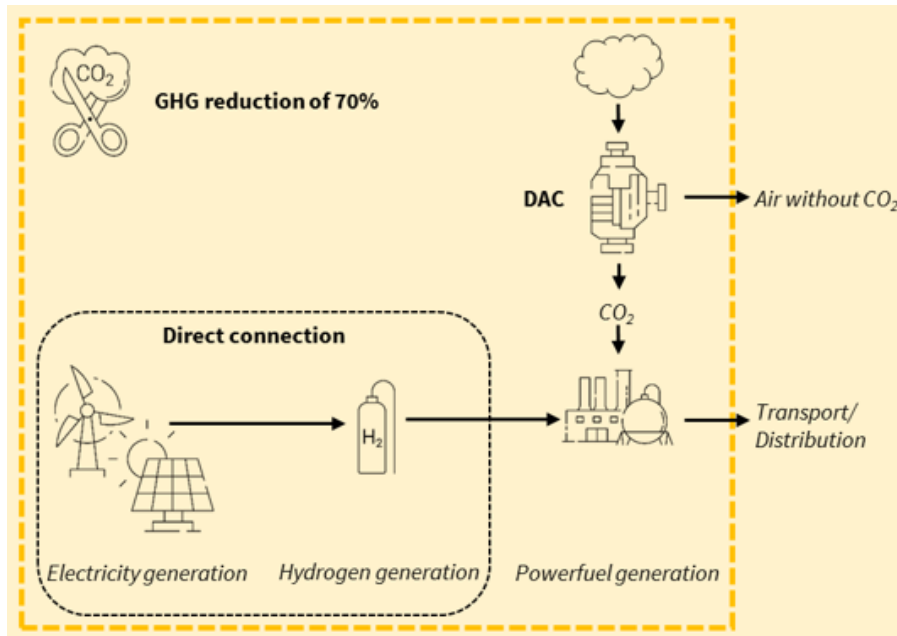 CO₂
GHG reduction of 70%
DAC
Air without CO₂
CO₂
Direct connection
H₂
Transport/
Distribution
Electricity generation
Hydrogen generation
Powerfuel generation